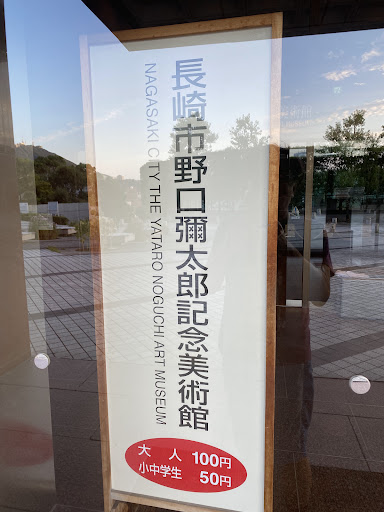 長崎市野口彌太郎記念美術館
NAGASAKI CITY THE YATARO NOGUCHI ART MUSEUM
大人 100円
小中学生 50円